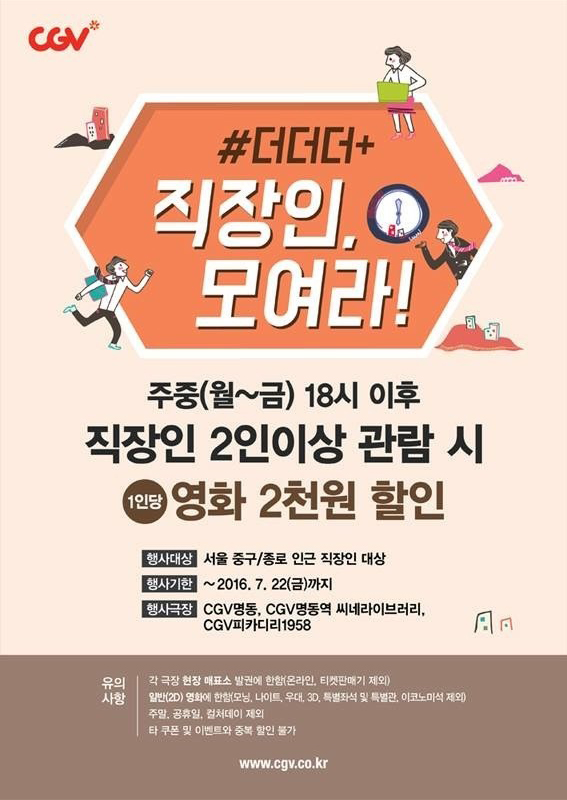 CGV
#더더더+
직장인,
모여라!
주중(월~금) 18시 이후
직장인 2인이상 관람 시
1인당 영화 2천원 할인
행사대상 서울 중구/종로 인근 직장인 대상
행사기한 ~2016. 7. 22(금)까지
행사극장 CGV명동, CGV명동역 씨네라이브러리,
CGV피카디리1958
유의
사항
각 극장 현장 매표소 발권에 한함(온라인, 티켓판매기 제외)
일반(2D) 영화에 한함(모닝, 나이트, 우대, 3D, 특별좌석 및 특별관, 이코노미석 제외)
주말, 공휴일, 컬처데이 제외
타 쿠폰 및 이벤트와 중복 할인 불가
www.cgv.co.kr